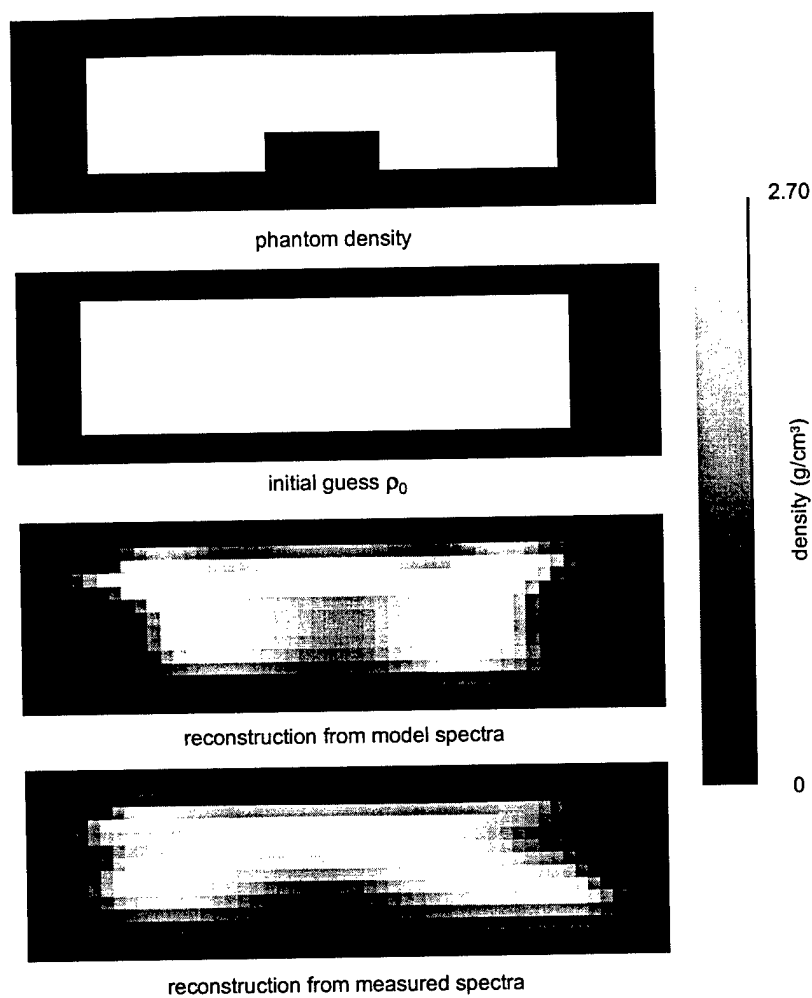 phantom density
2.70
initial guess ρ₀
density (g/cm³)
reconstruction from model spectra
0
reconstruction from measured spectra